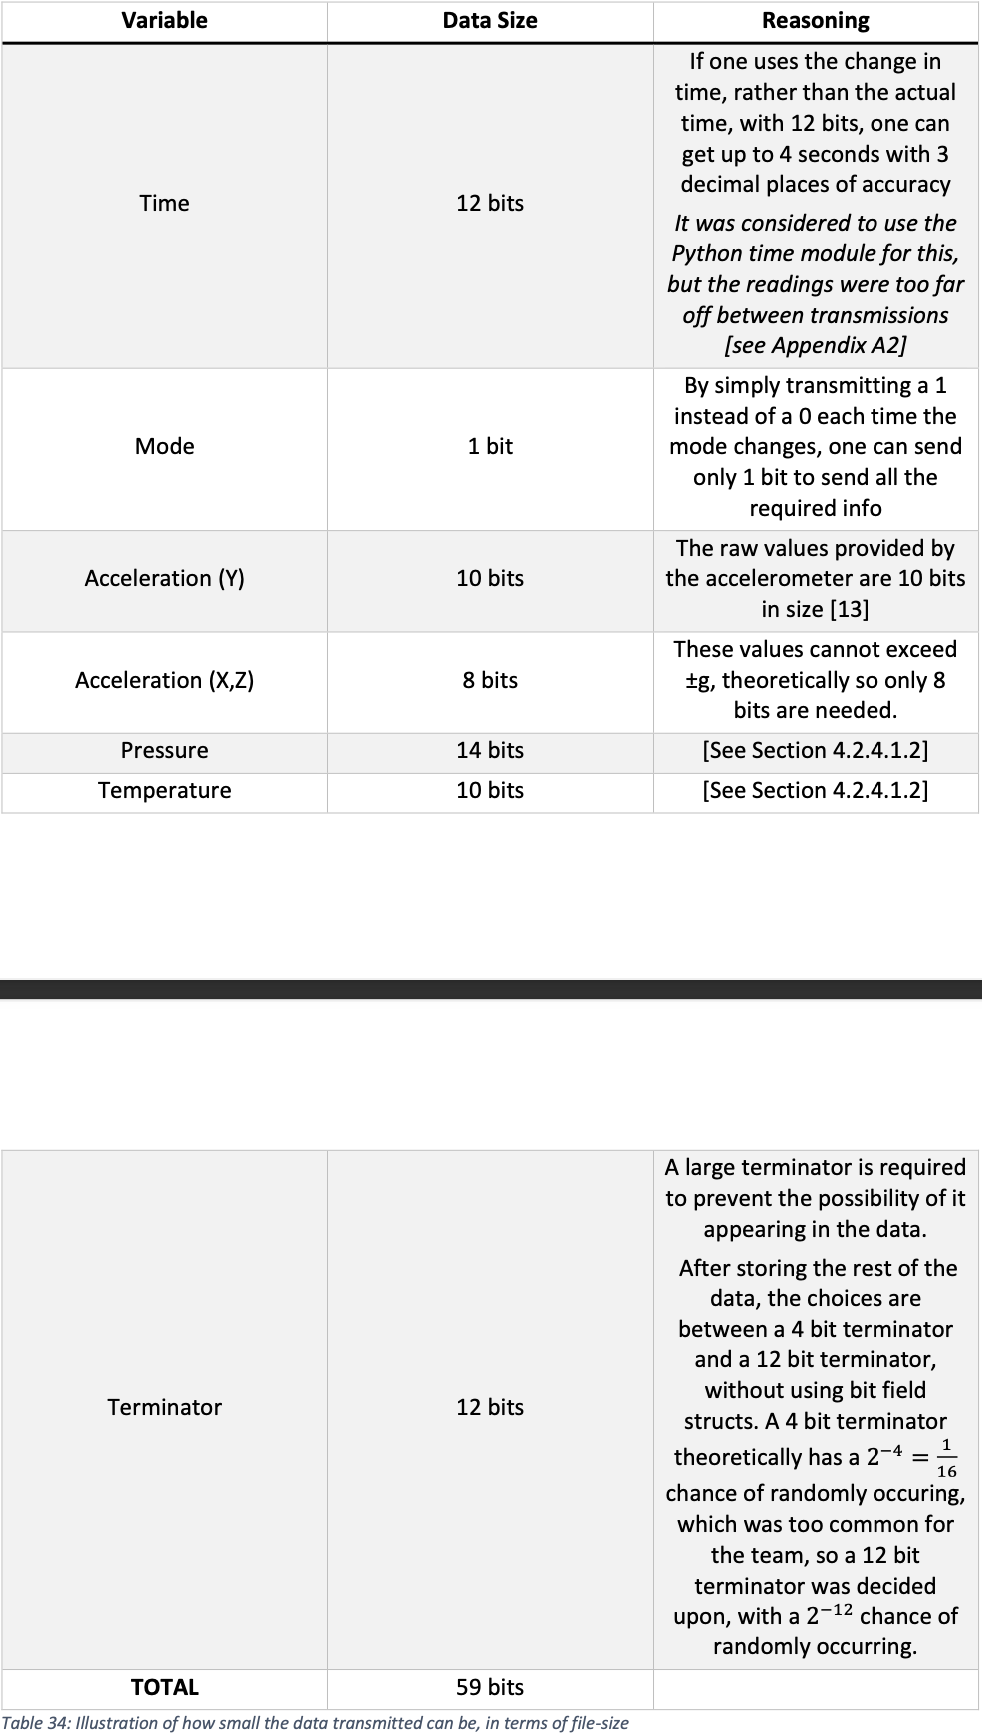 Variable Data Size Reasoning
If one uses the change in
time, rather than the actual
time, with 12 bits, one can
get up to 4 seconds with 3
decimal places of accuracy
Time 12 bits
It was considered to use the
Python time module for this,
but the readings were too far
off between transmissions
[see Appendix A2]
By simply transmitting a 1
instead of a 0 each time the
Mode 1 bit mode changes, one can send
only 1 bit to send all the
required info
The raw values provided by
Acceleration (Y) 10 bits the accelerometer are 10 bits
in size [13]
These values cannot exceed
Acceleration (X,Z) 8 bits ±g, theoretically so only 8
bits are needed.
Pressure 14 bits [See Section 4.2.4.1.2]
Temperature 10 bits [See Section 4.2.4.1.2]
A large terminator is required
to prevent the possibility of it
appearing in the data.
After storing the rest of the
data, the choices are
between a 4 bit terminator
and a 12 bit terminator,
without using bit field
Terminator 12 bits structs. A 4 bit terminator
theoretically has a 2⁻⁴ = 1/16
chance of randomly occuring,
which was too common for
the team, so a 12 bit
terminator was decided
upon, with a 2⁻¹² chance of
randomly occurring.
TOTAL 59 bits
Table 34: Illustration of how small the data transmitted can be, in terms of file-size